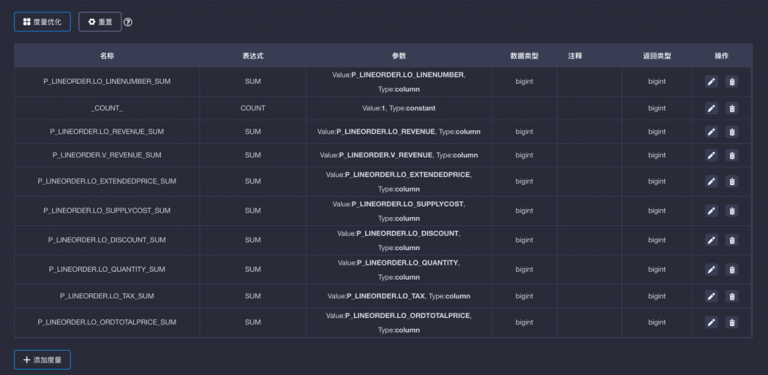 度量优化 重置 ?
名称 表达式 参数 数据类型 注释 返回类型 操作
P_LINEORDER.LO_LINENUMBER_SUM SUM Value:P_LINEORDER.LO_LINENUMBER, bigint bigint
Type:column
_COUNT_ COUNT Value:1, Type:constant bigint
P_LINEORDER.LO_REVENUE_SUM SUM Value:P_LINEORDER.LO_REVENUE, Type:column bigint bigint
P_LINEORDER.V_REVENUE_SUM SUM Value:P_LINEORDER.V_REVENUE, Type:column bigint bigint
P_LINEORDER.LO_EXTENDEDPRICE_SUM SUM Value:P_LINEORDER.LO_EXTENDEDPRICE, bigint bigint
Type:column
P_LINEORDER.LO_SUPPLYCOST_SUM SUM Value:P_LINEORDER.LO_SUPPLYCOST, bigint bigint
Type:column
P_LINEORDER.LO_DISCOUNT_SUM SUM Value:P_LINEORDER.LO_DISCOUNT, bigint bigint
Type:column
P_LINEORDER.LO_QUANTITY_SUM SUM Value:P_LINEORDER.LO_QUANTITY, bigint bigint
Type:column
P_LINEORDER.LO_TAX_SUM SUM Value:P_LINEORDER.LO_TAX, Type:column bigint bigint
P_LINEORDER.LO_ORDTOTALPRICE_SUM SUM Value:P_LINEORDER.LO_ORDTOTALPRICE, bigint bigint
Type:column
+ 添加度量